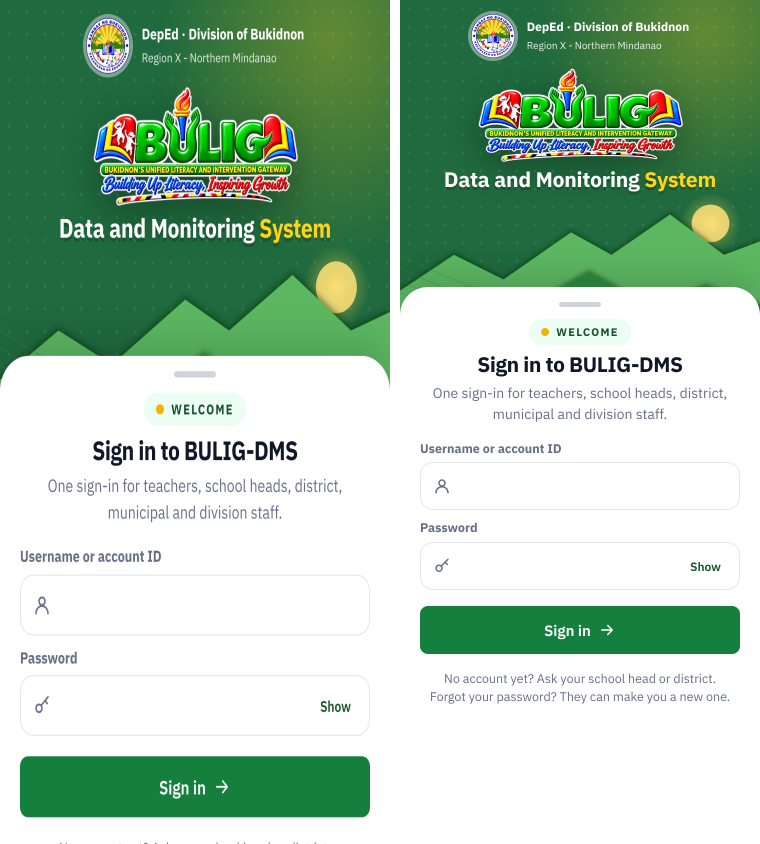 DepEd · Division of Bukidnon
Region X - Northern Mindanao
BULIG
BUKIDNON'S UNIFIED LITERACY AND INTERVENTION GATEWAY
Building Up Literacy, Inspiring Growth
Data and Monitoring System
WELCOME
Sign in to BULIG-DMS
One sign-in for teachers, school heads, district,
municipal and division staff.
Username or account ID
Password
Show
Sign in →
DepEd · Division of Bukidnon
Region X - Northern Mindanao
BULIG
BUKIDNON'S UNIFIED LITERACY AND INTERVENTION GATEWAY
Building Up Literacy, Inspiring Growth
Data and Monitoring System
WELCOME
Sign in to BULIG-DMS
One sign-in for teachers, school heads, district,
municipal and division staff.
Username or account ID
Password
Show
Sign in →
No account yet? Ask your school head or district.
Forgot your password? They can make you a new one.